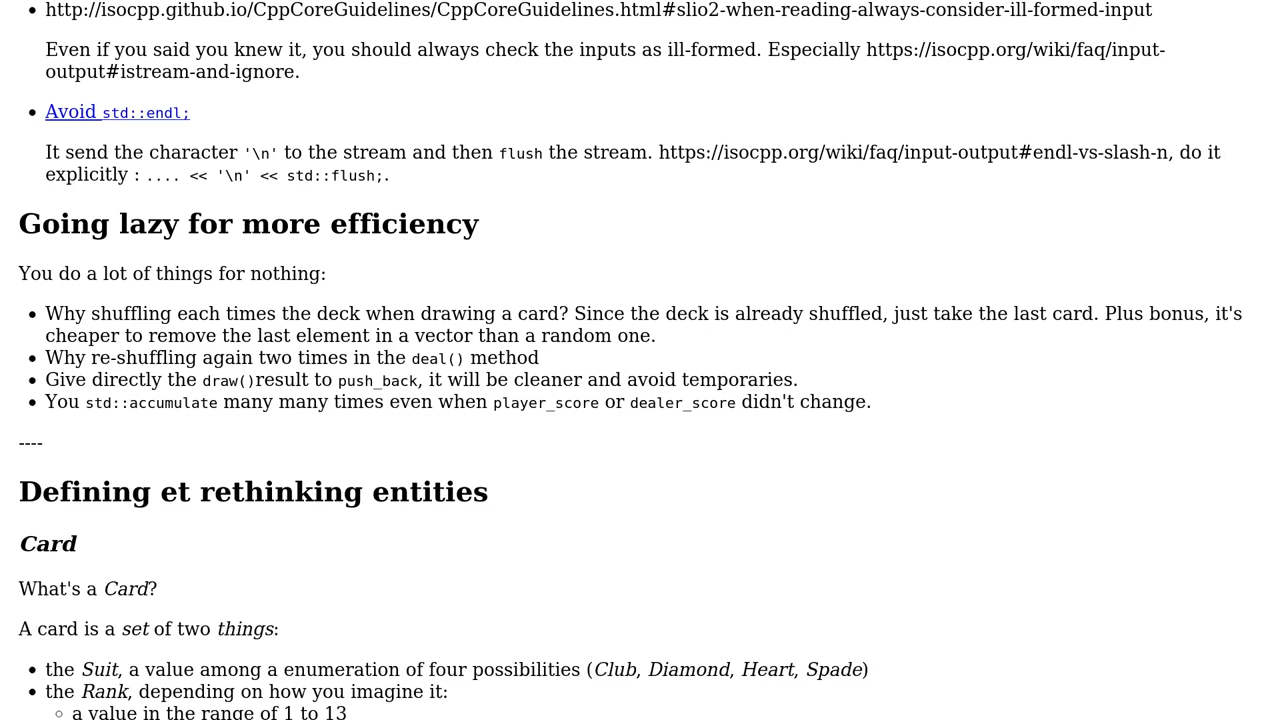 • http://isocpp.github.io/CppCoreGuidelines/CppCoreGuidelines.html#slio2-when-reading-always-consider-ill-formed-input
Even if you said you knew it, you should always check the inputs as ill-formed. Especially https://isocpp.org/wiki/faq/input-
output#istream-and-ignore.
• Avoid std::endl;
It send the character '\n' to the stream and then flush the stream. https://isocpp.org/wiki/faq/input-output#endl-vs-slash-n, do it
explicitly : .... << '\n' << std::flush;.
Going lazy for more efficiency
You do a lot of things for nothing:
• Why shuffling each times the deck when drawing a card? Since the deck is already shuffled, just take the last card. Plus bonus, it's
cheaper to remove the last element in a vector than a random one.
• Why re-shuffling again two times in the deal() method
• Give directly the draw()result to push_back, it will be cleaner and avoid temporaries.
• You std::accumulate many many times even when player_score or dealer_score didn't change.
----
Defining et rethinking entities
Card
What's a Card?
A card is a set of two things:
• the Suit, a value among a enumeration of four possibilities (Club, Diamond, Heart, Spade)
• the Rank, depending on how you imagine it:
◦ a value in the range of 1 to 13